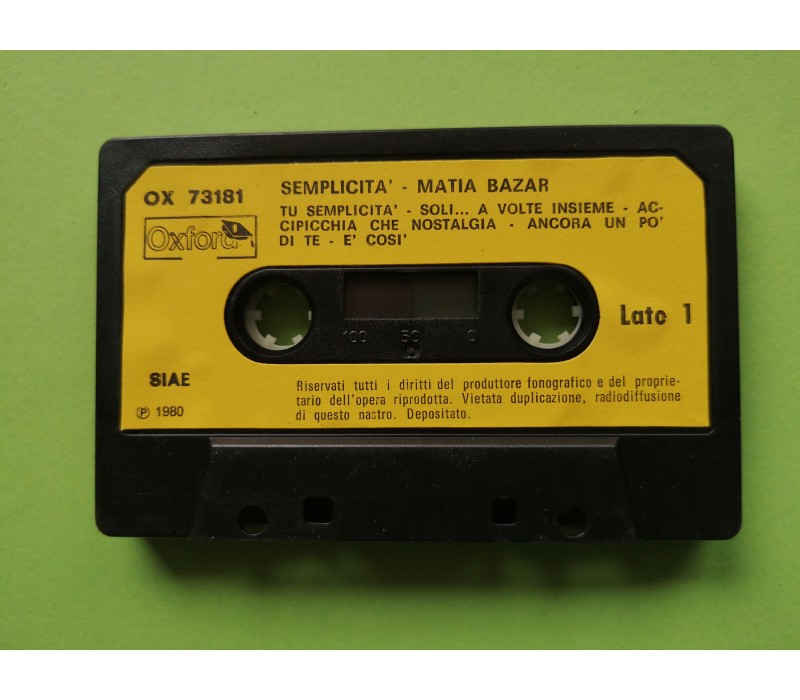 OX 73181
Oxford
SEMPLICITA' - MATIA BAZAR
TU SEMPLICITA' - SOLI... A VOLTE INSIEME - AC-
CIPICCHIA CHE NOSTALGIA - ANCORA UN PO'
DI TE - E' COSI'
100 50 0
Lato 1
SIAE
℗ 1980
Riservati tutti i diritti del produttore fonografico e del proprie-
tario dell'opera riprodotta. Vietata duplicazione, radiodiffusione
di questo nastro. Depositato.